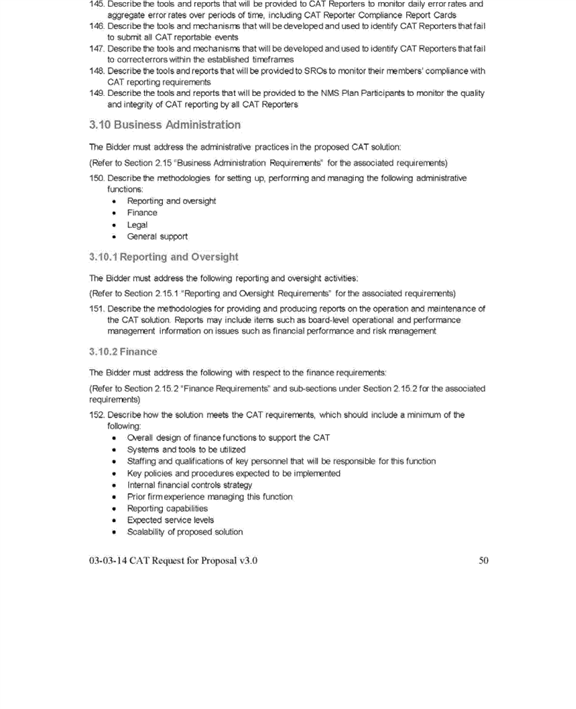 145. Describe the tools and reports that will be provided to CAT Reporters to monitor daily error rates and
aggregate error rates over periods of time, including CAT Reporter Compliance Report Cards
146. Describe the tools and mechanisms that will be developed and used to identify CAT Reporters that fail
to submit all CAT reportable events
147. Describe the tools and mechanisms that will be developed and used to identify CAT Reporters that fail
to correct errors within the established timeframes
148. Describe the tools and reports that will be provided to SROs to monitor their members' compliance with
CAT reporting requirements
149. Describe the tools and reports that will be provided to the NMS Plan Participants to monitor the quality
and integrity of CAT reporting by all CAT Reporters
3.10 Business Administration
The Bidder must address the administrative practices in the proposed CAT solution:
(Refer to Section 2.15 "Business Administration Requirements" for the associated requirements)
150. Describe the methodologies for setting up, performing and managing the following administrative
functions:
• Reporting and oversight
• Finance
• Legal
• General support
3.10.1 Reporting and Oversight
The Bidder must address the following reporting and oversight activities:
(Refer to Section 2.15.1 "Reporting and Oversight Requirements" for the associated requirements)
151. Describe the methodologies for providing and producing reports on the operation and maintenance of
the CAT solution. Reports may include items such as board-level operational and performance
management information on issues such as financial performance and risk management
3.10.2 Finance
The Bidder must address the following with respect to the finance requirements:
(Refer to Section 2.15.2 "Finance Requirements" and sub-sections under Section 2.15.2 for the associated
requirements)
152. Describe how the solution meets the CAT requirements, which should include a minimum of the
following:
• Overall design of finance functions to support the CAT
• Systems and tools to be utilized
• Staffing and qualifications of key personnel that will be responsible for this function
• Key policies and procedures expected to be implemented
• Internal financial controls strategy
• Prior firm experience managing this function
• Reporting capabilities
• Expected service levels
• Scalability of proposed solution
03-03-14 CAT Request for Proposal v3.0 50